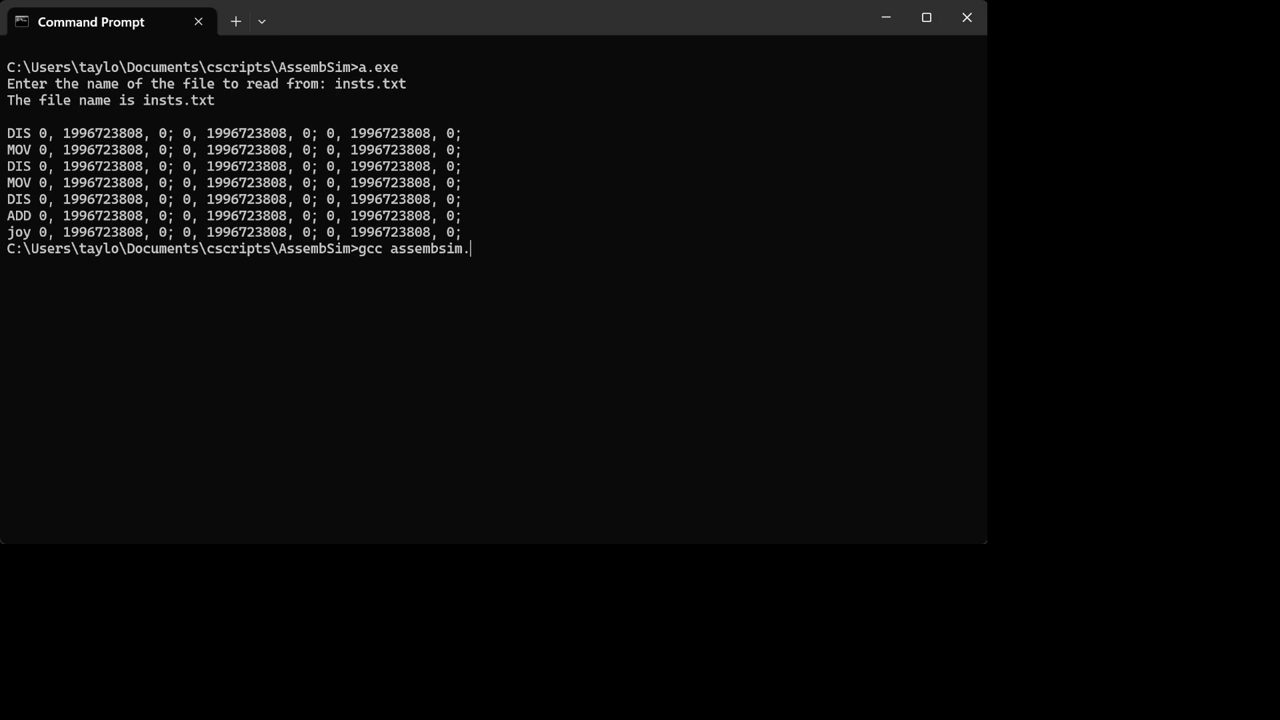 Command Prompt
C:\Users\taylo\Documents\cscripts\AssembSim>a.exe
Enter the name of the file to read from: insts.txt
The file name is insts.txt
DIS 0, 1996723808, 0; 0, 1996723808, 0; 0, 1996723808, 0;
MOV 0, 1996723808, 0; 0, 1996723808, 0; 0, 1996723808, 0;
DIS 0, 1996723808, 0; 0, 1996723808, 0; 0, 1996723808, 0;
MOV 0, 1996723808, 0; 0, 1996723808, 0; 0, 1996723808, 0;
DIS 0, 1996723808, 0; 0, 1996723808, 0; 0, 1996723808, 0;
ADD 0, 1996723808, 0; 0, 1996723808, 0; 0, 1996723808, 0;
joy 0, 1996723808, 0; 0, 1996723808, 0; 0, 1996723808, 0;
C:\Users\taylo\Documents\cscripts\AssembSim>gcc assembsim.